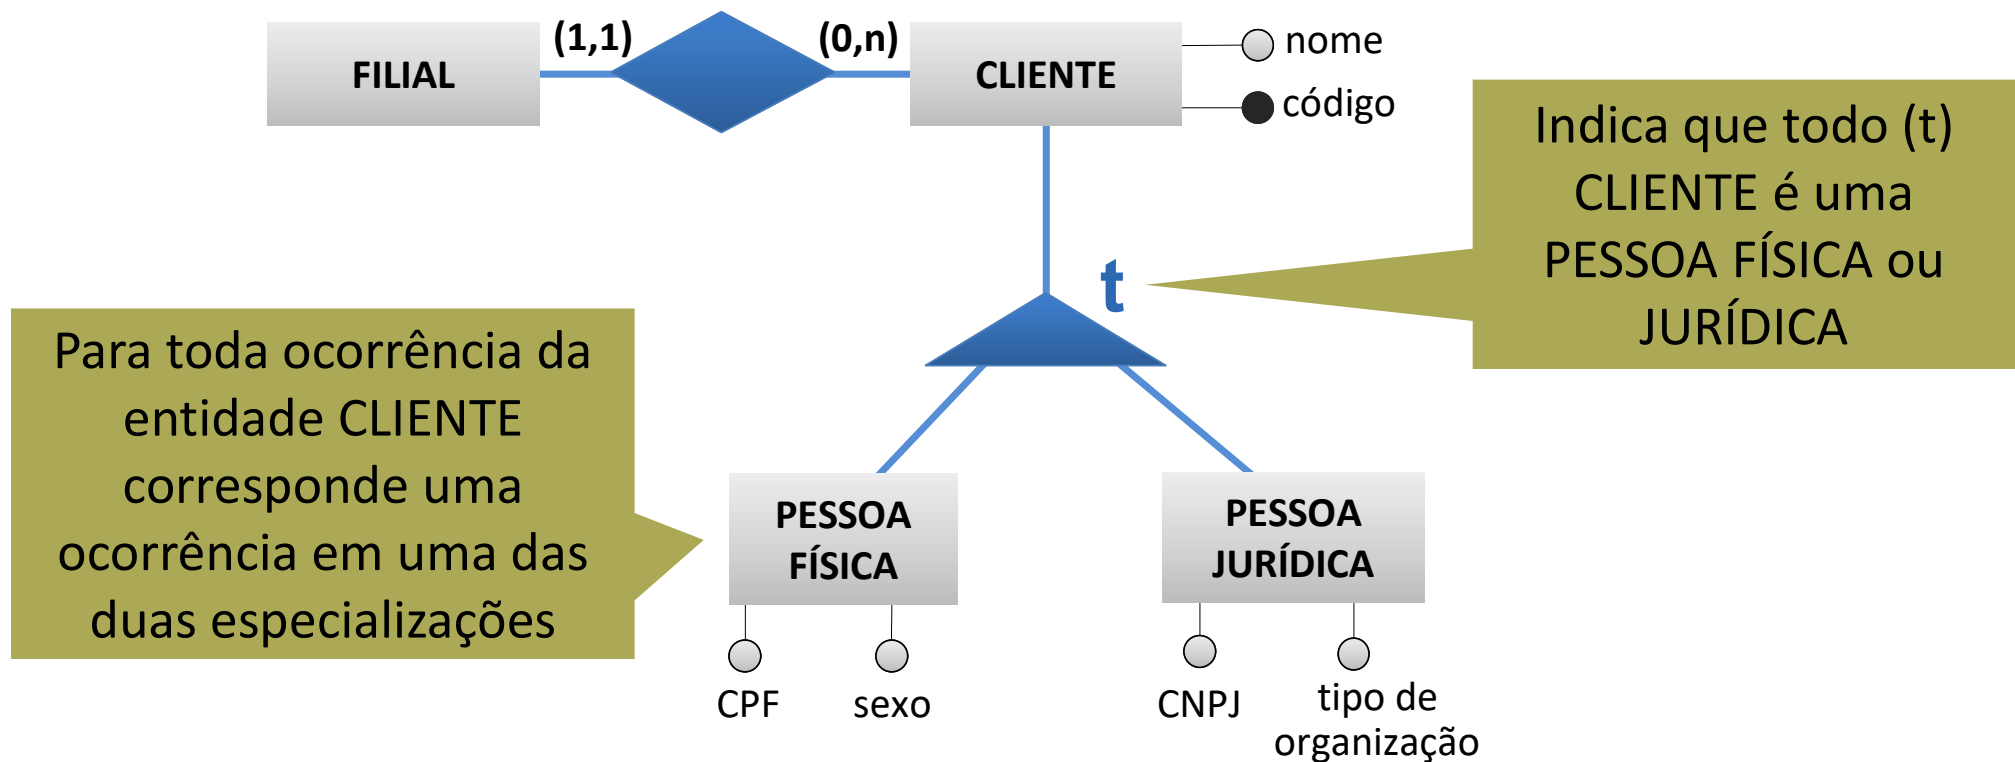 FILIAL
(1,1)
(0,n)
CLIENTE
nome
código
Indica que todo (t)
CLIENTE é uma
PESSOA FÍSICA ou
JURÍDICA
t
Para toda ocorrência da
entidade CLIENTE
corresponde uma
ocorrência em uma das
duas especializações
PESSOA
FÍSICA
PESSOA
JURÍDICA
CPF
sexo
CNPJ
tipo de
organização